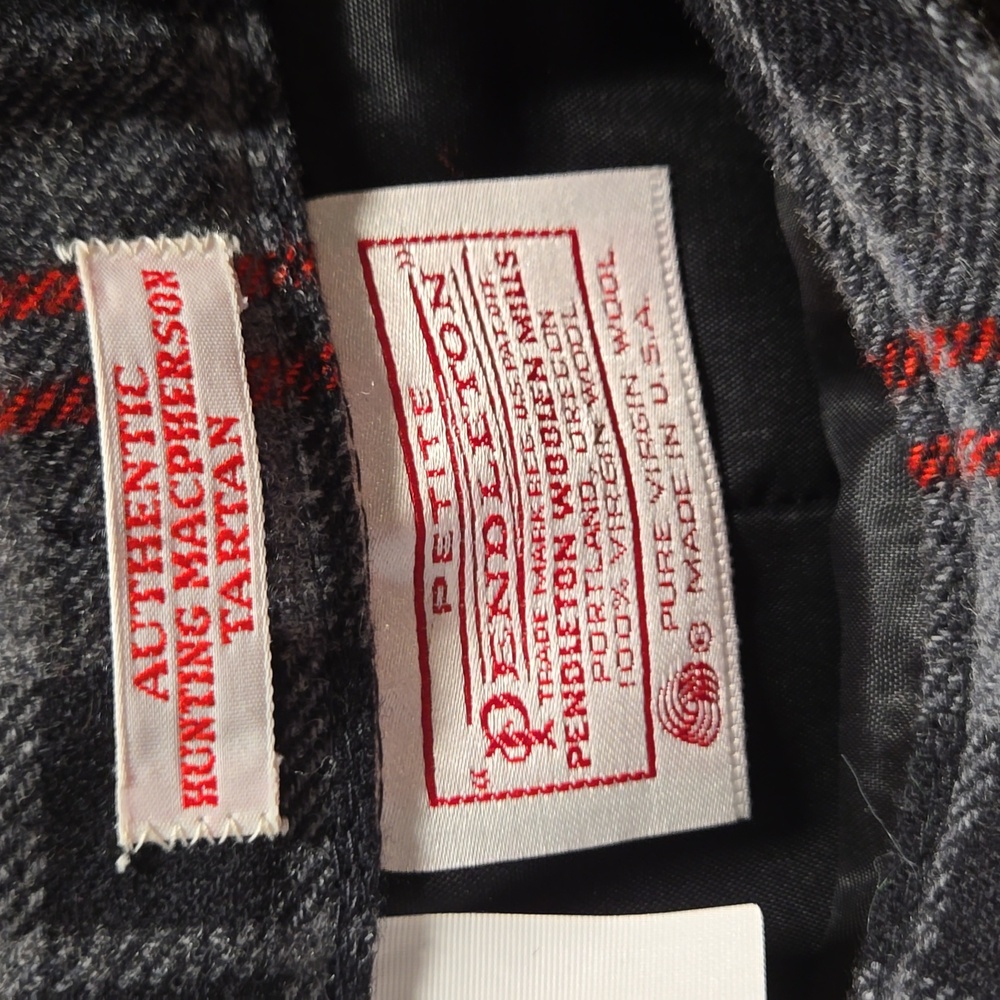 AUTHENTIC
HUNTING MACPHERSON
TARTAN
PETITE
"PENDLETON"
TRADE MARK REG. U.S. PAT. OFF.
PENDLETON WOOLEN MILLS
PORTLAND, OREGON
100% VIRGIN WOOL
PURE VIRGIN WOOL
MADE IN U.S.A.